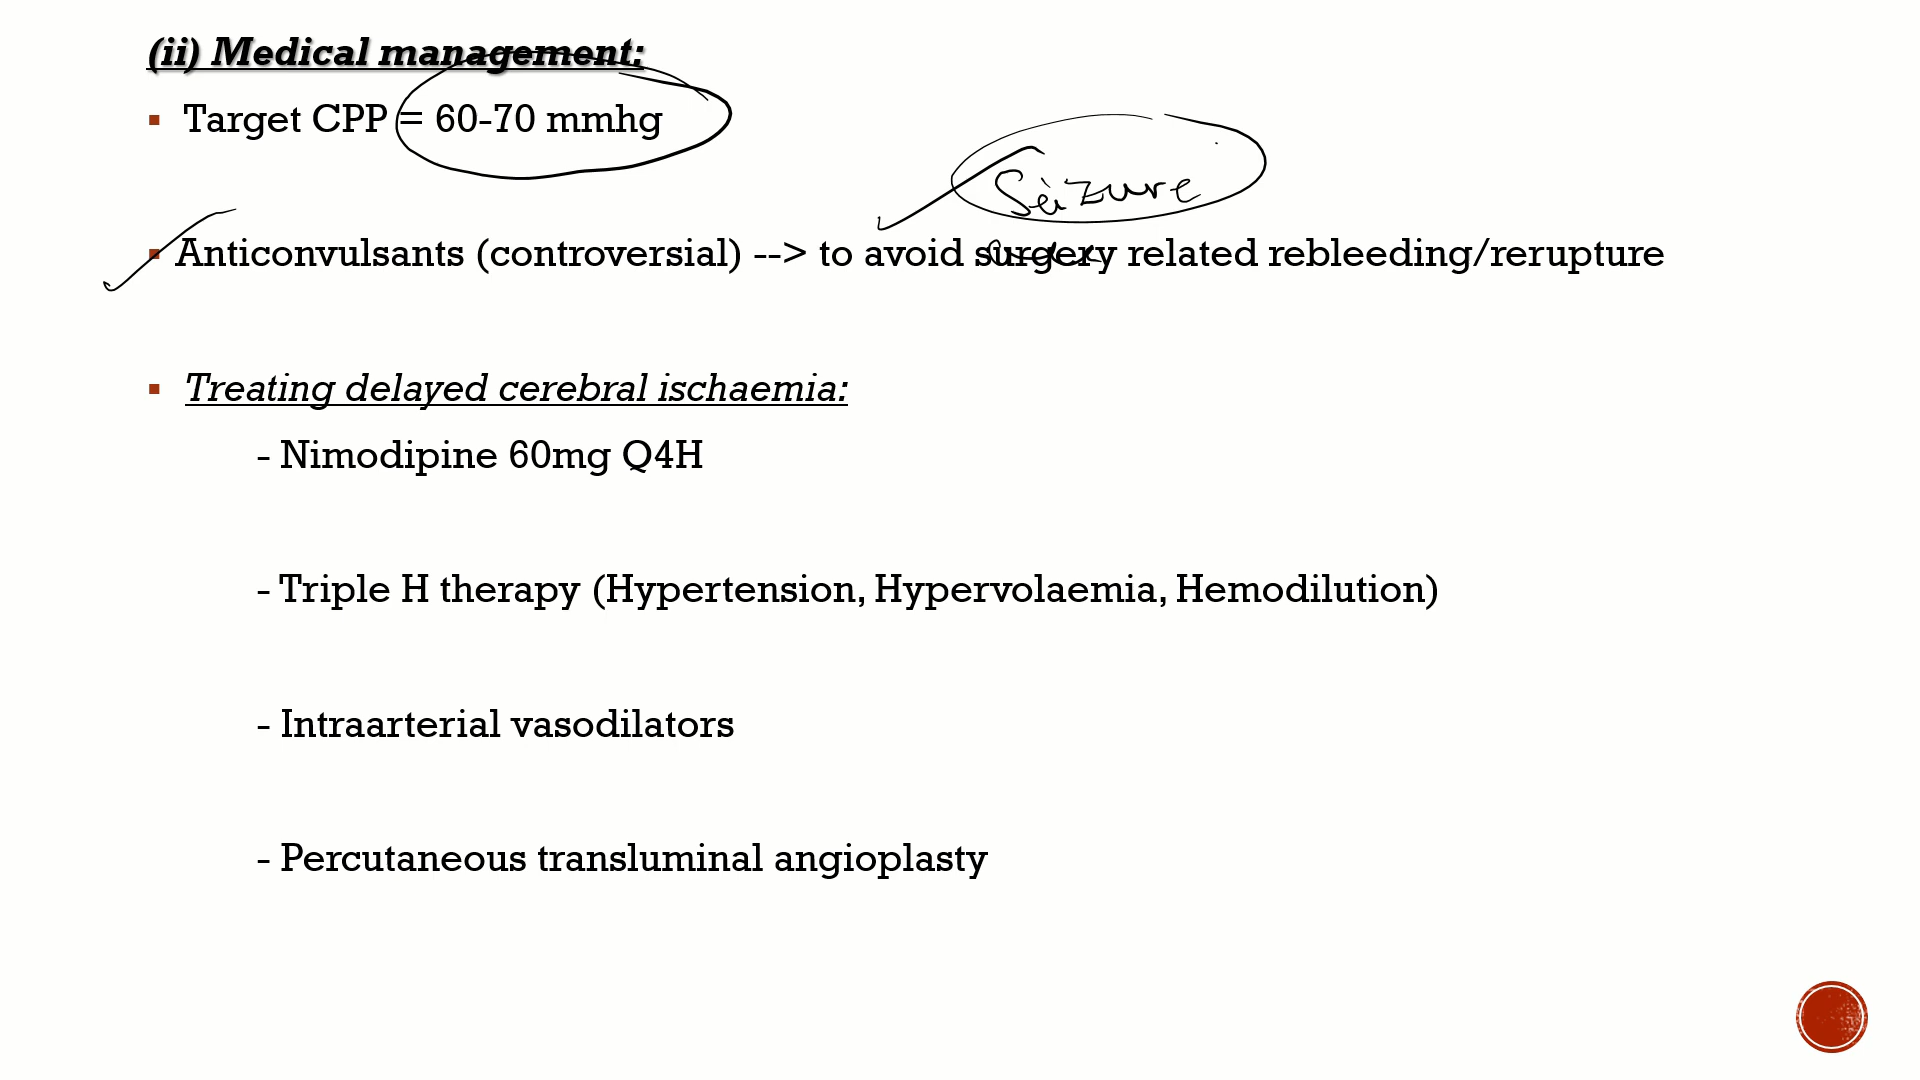 (ii) Medical management:
Target CPP = 60-70 mmhg
Seizure
Anticonvulsants (controversial) --> to avoid surgery related rebleeding/rerupture
Treating delayed cerebral ischaemia:
- Nimodipine 60mg Q4H
- Triple H therapy (Hypertension, Hypervolaemia, Hemodilution)
- Intraarterial vasodilators
- Percutaneous transluminal angioplasty